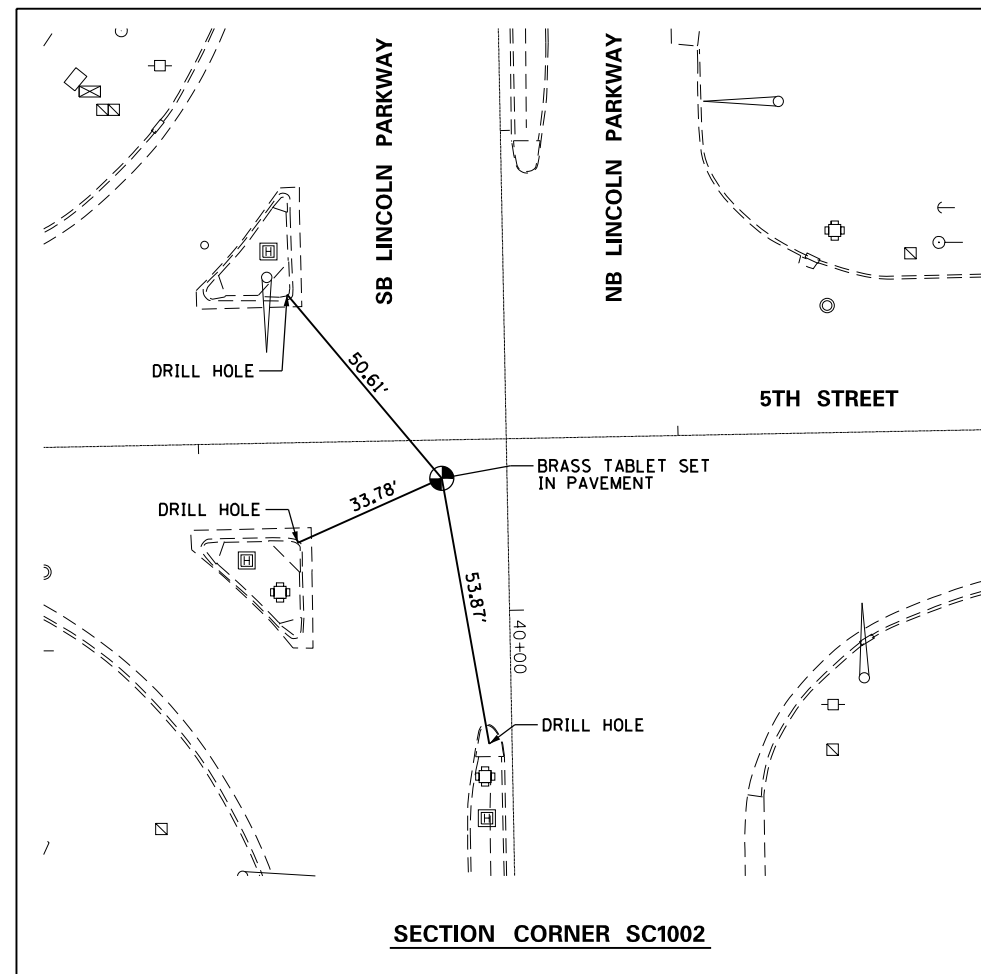 SB LINCOLN PARKWAY
NB LINCOLN PARKWAY
H
DRILL HOLE
50.61'
5TH STREET
BRASS TABLET SET
IN PAVEMENT
33.78'
DRILL HOLE
H
53.87'
40+00
DRILL HOLE
H
SECTION CORNER SC1002